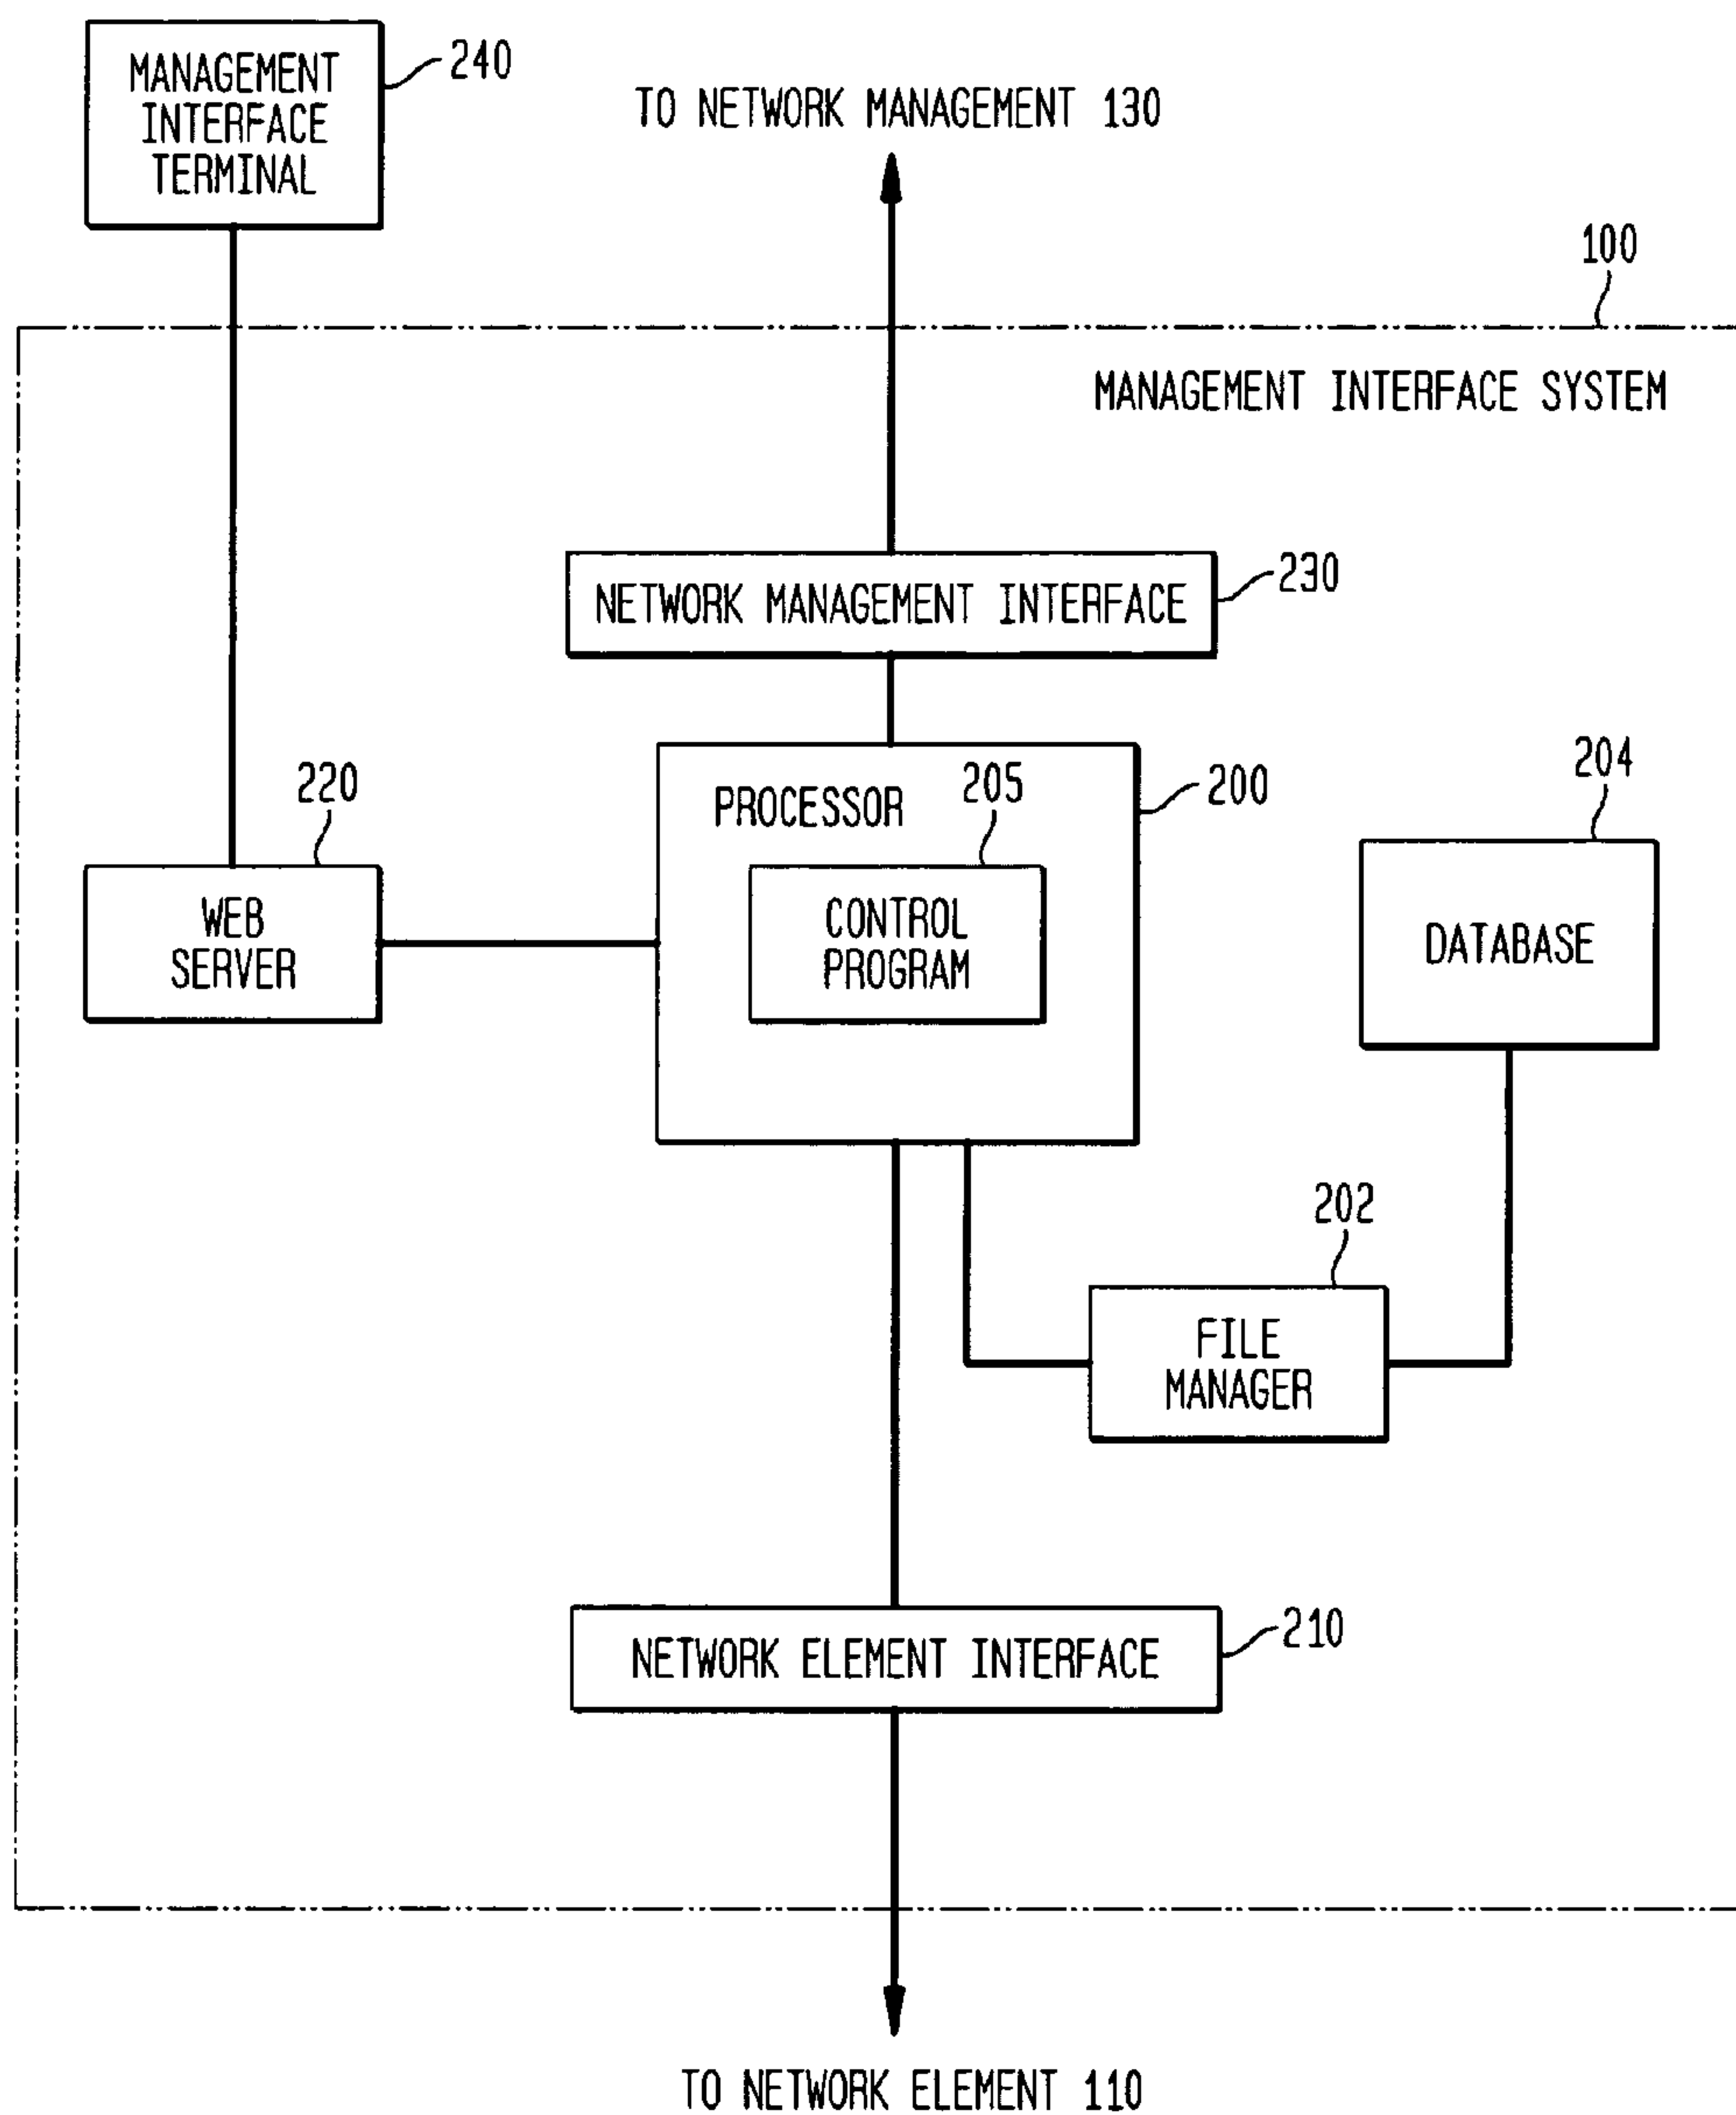 MANAGEMENT
INTERFACE
TERMINAL
240
TO NETWORK MANAGEMENT 130
100
MANAGEMENT INTERFACE SYSTEM
NETWORK MANAGEMENT INTERFACE
230
220
WEB
SERVER
PROCESSOR
205
200
CONTROL
PROGRAM
204
DATABASE
202
FILE
MANAGER
NETWORK ELEMENT INTERFACE
210
TO NETWORK ELEMENT 110